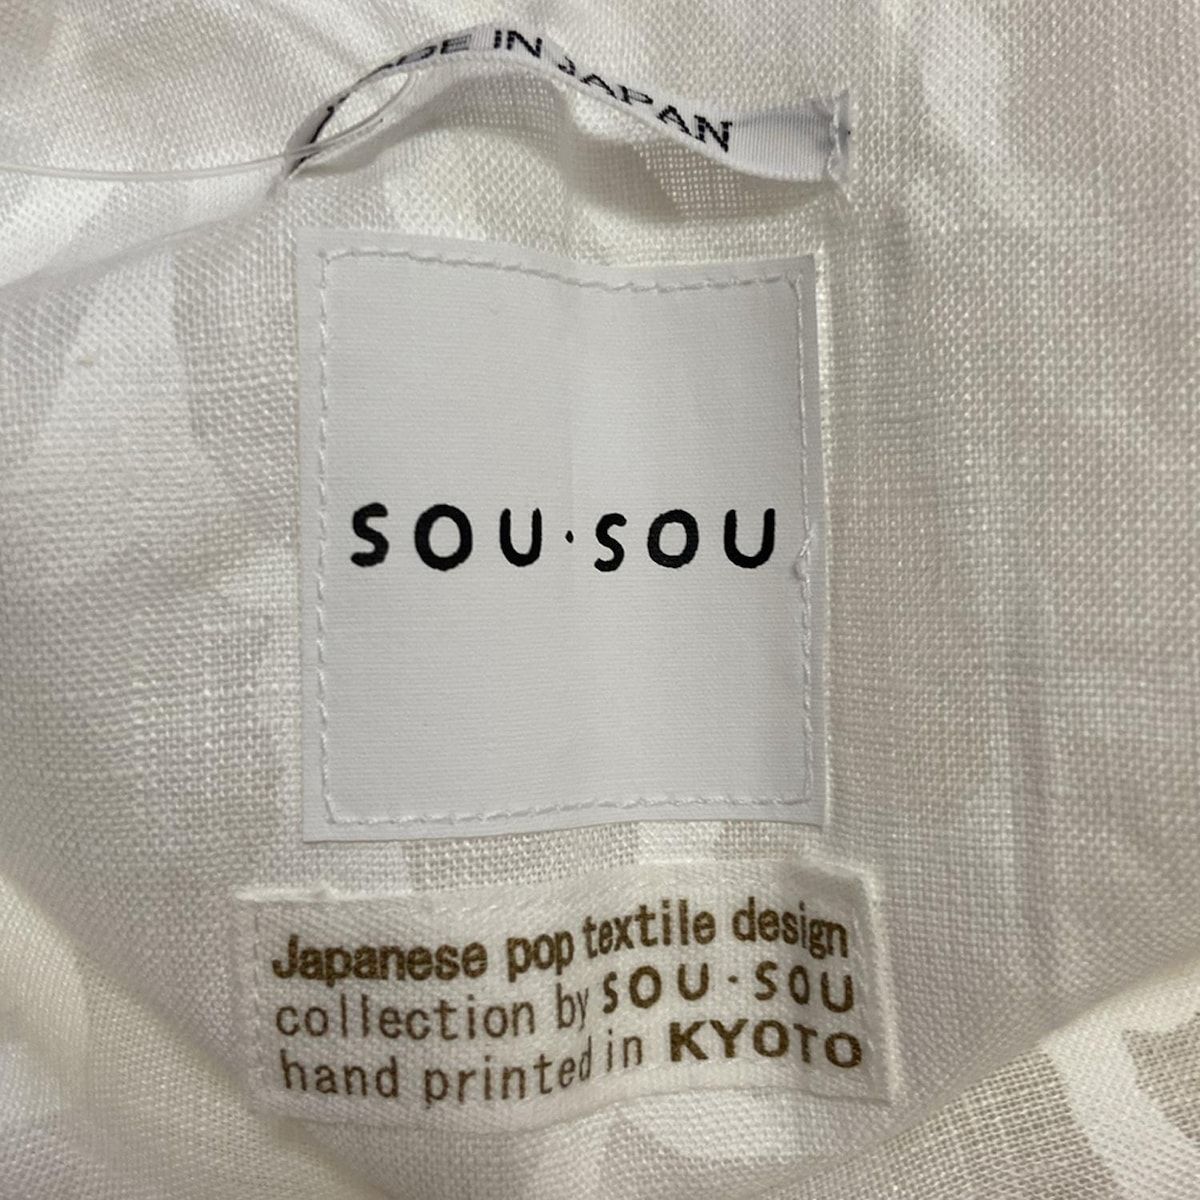 MADE IN JAPAN
SOU・SOU
Japanese pop textile design
collection by SOU・SOU
hand printed in KYOTO